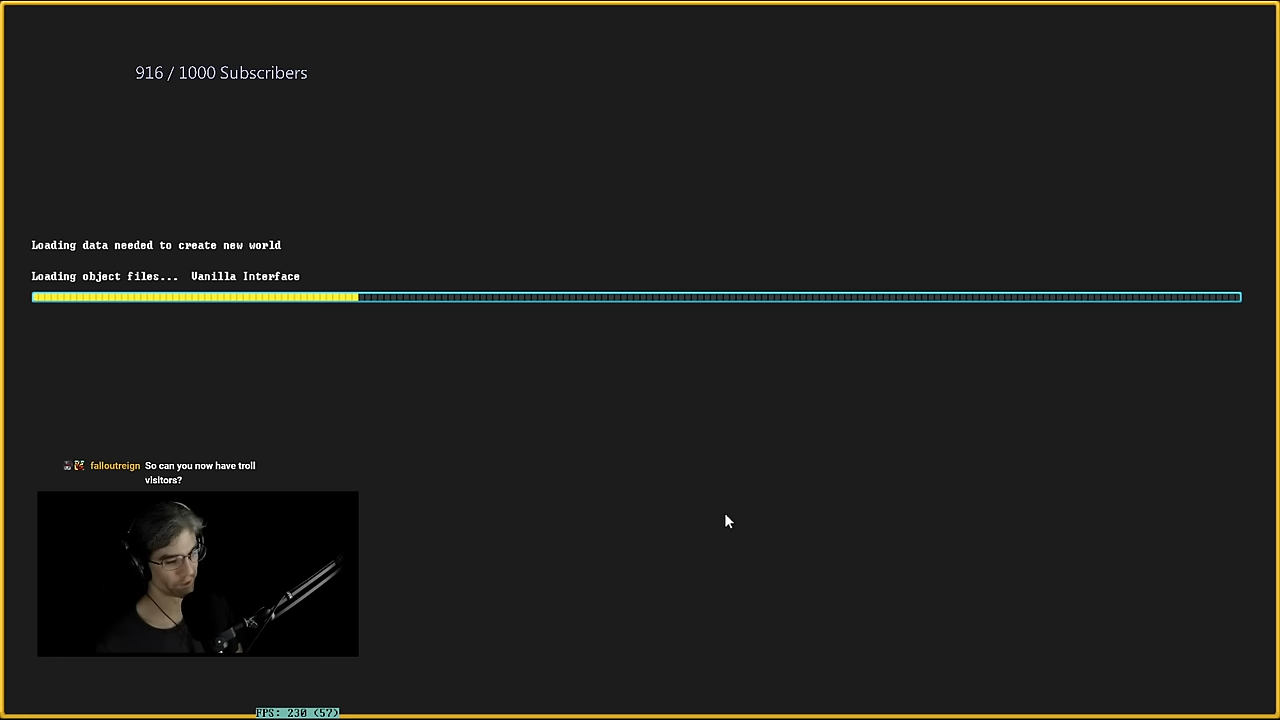 916 / 1000 Subscribers
Loading data needed to create new world
Loading object files... Vanilla Interface
falloutreign So can you now have troll
visitors?
FPS: 230 (57)